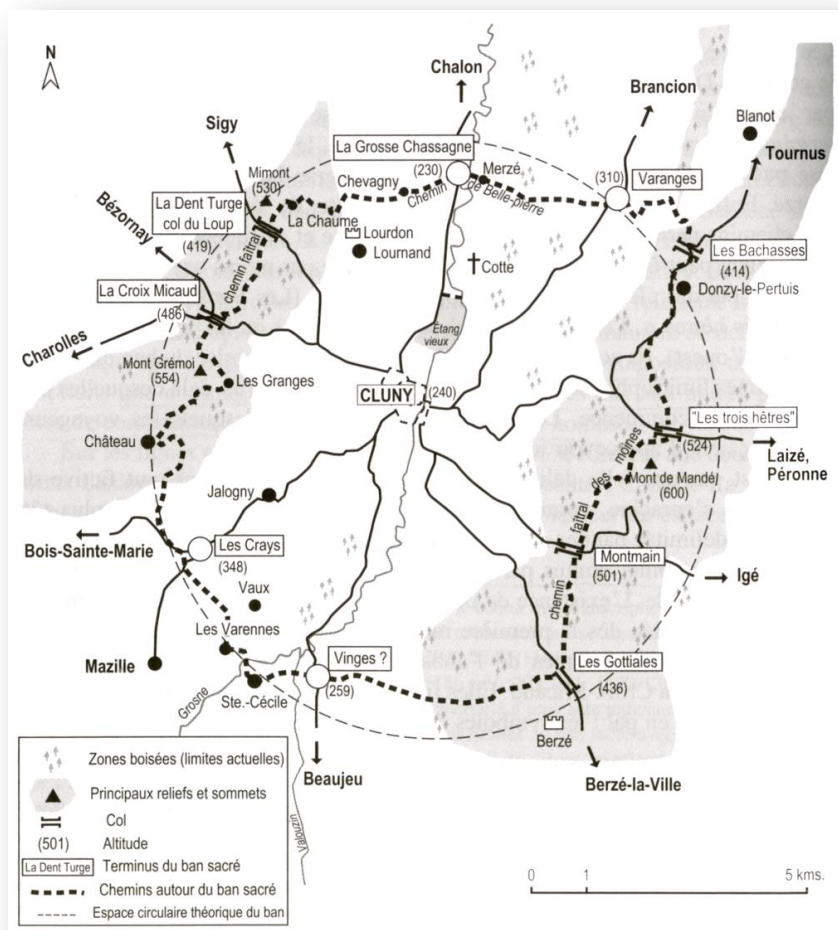 N
Chalon
Brancion
Blanot
Tournus
Sigy
La Grosse Chassagne
(230)
Mimont
(530)
Chevagny
Chemin
de Belle-pierre
Merzé
(310)
Varanges
La Dent Turge
col du Loup
(419)
La Chaume
Lourdon
Lournand
Bézornay
chemin faîtral
Cotte
Les Bachasses
(414)
Donzy-le-Pertuis
La Croix Micaud
(486)
Charolles
Etang
vieux
Mont Grémoi
(554)
Les Granges
CLUNY
(240)
Château
"Les trois hêtres"
(524)
Laizé,
Péronne
chemin faîtral des moines
Mont de Mandé
(600)
Jalogny
Bois-Sainte-Marie
Les Crays
(348)
Montmain
(501)
Igé
Vaux
Les Varennes
Mazille
Vinges ?
(259)
Les Gottiales
(436)
Grosne
Ste.-Cécile
Berzé
Beaujeu
Berzé-la-Ville
Valouzin
Zones boisées (limites actuelles)
Principaux reliefs et sommets
Col
(501) Altitude
La Dent Turge Terminus du ban sacré
Chemins autour du ban sacré
Espace circulaire théorique du ban
0 1 5 kms.